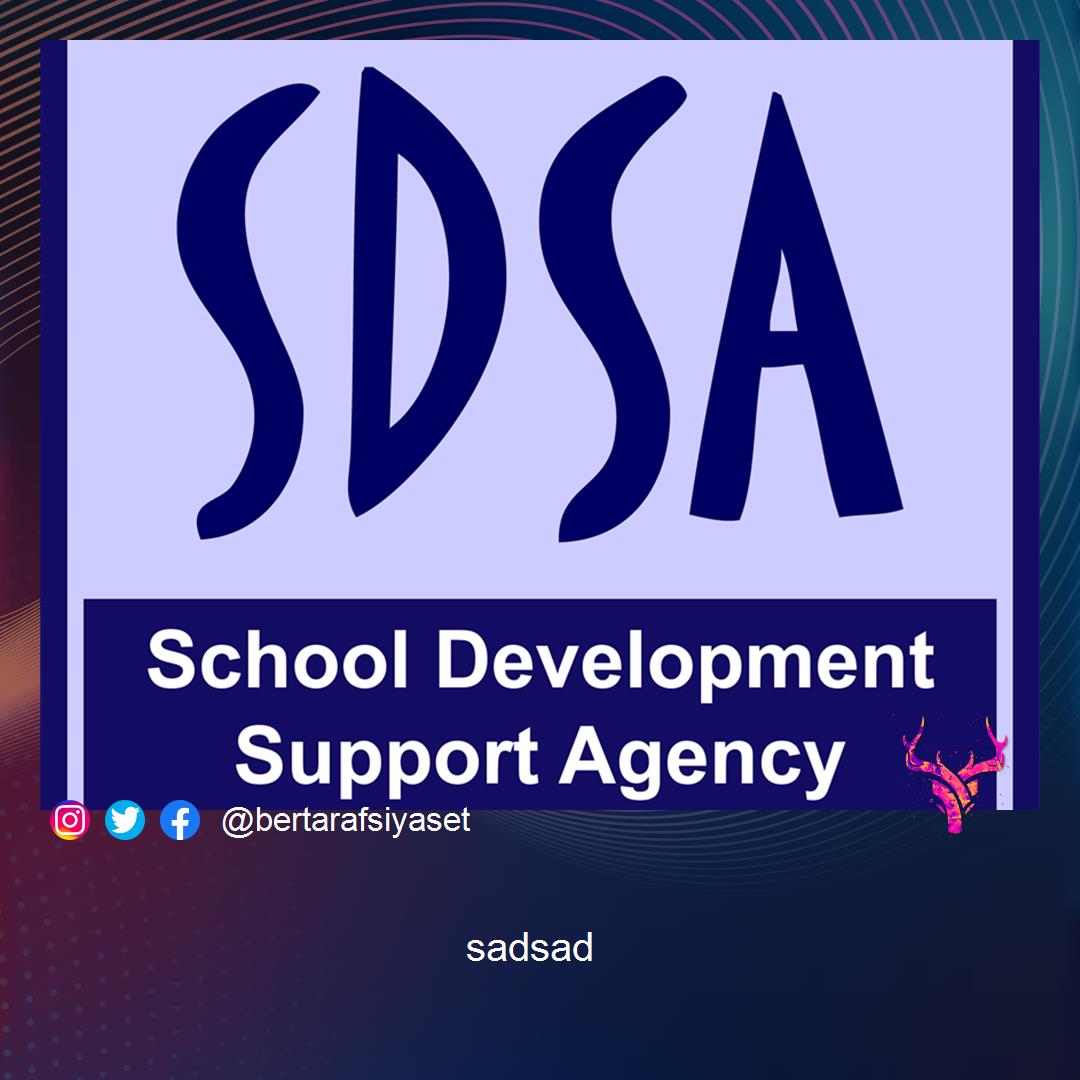 SDSA
School Development
Support Agency
@bertarafsiyaset
sadsad